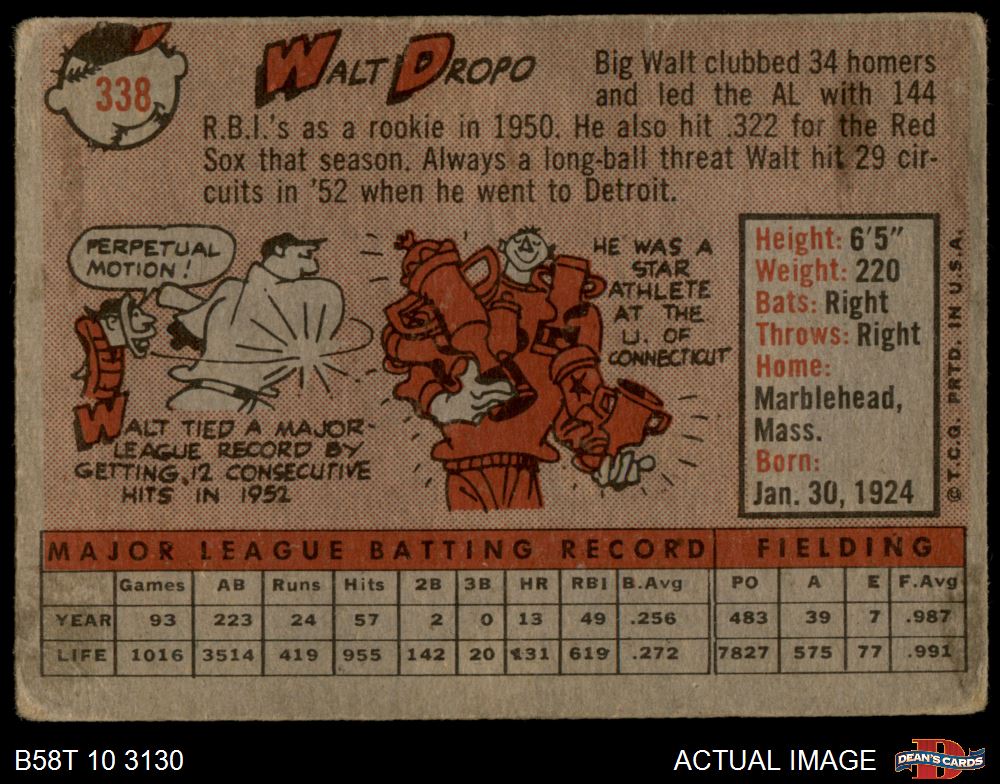 338
WALT DROPO
Big Walt clubbed 34 homers
and led the AL with 144
R.B.I.'s as a rookie in 1950. He also hit .322 for the Red
Sox that season. Always a long-ball threat Walt hit 29 cir-
cuits in '52 when he went to Detroit.
PERPETUAL
MOTION!
WALT TIED A MAJOR-
LEAGUE RECORD BY
GETTING 12 CONSECUTIVE
HITS IN 1952
HE WAS A
STAR
ATHLETE
AT THE
U. OF
CONNECTICUT
Height: 6'5"
Weight: 220
Bats: Right
Throws: Right
Home:
Marblehead,
Mass.
Born:
Jan. 30, 1924
© T.C.G. PRTD. IN U.S.A.
MAJOR LEAGUE BATTING RECORD FIELDING
Games AB Runs Hits 2B 3B HR RBI B.Avg PO A E F.Avg
YEAR 93 223 24 57 2 0 13 49 .256 483 39 7 .987
LIFE 1016 3514 419 955 142 20 131 619 .272 7827 575 77 .991
B58T 10 3130
ACTUAL IMAGE
D
DEAN'S CARDS